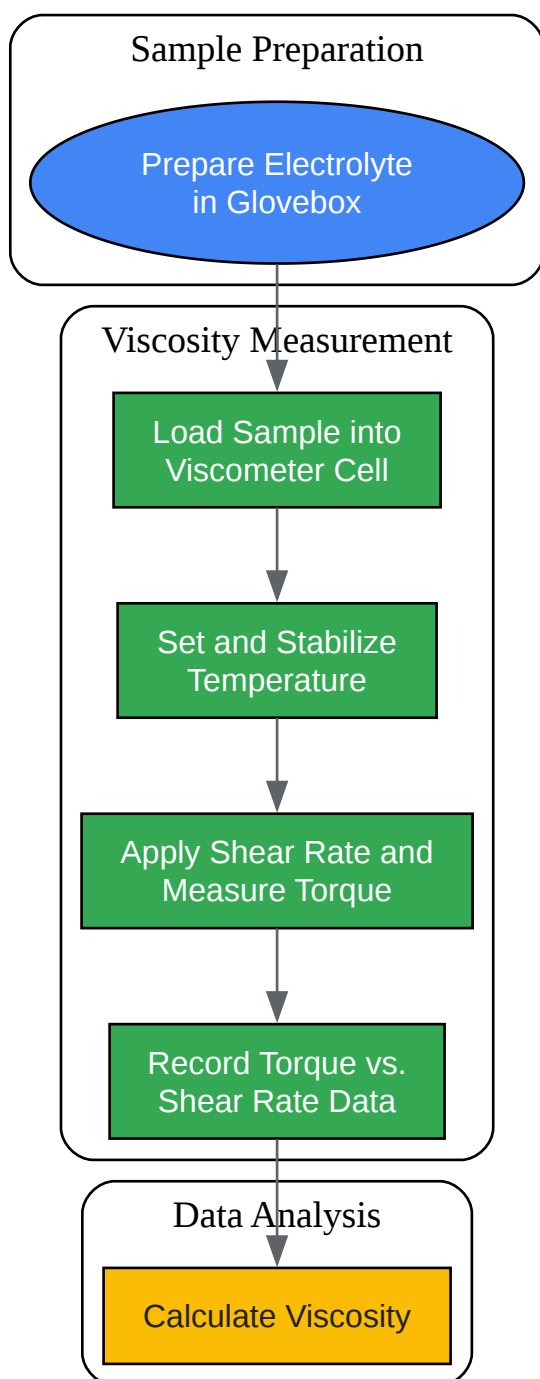 Sample Preparation
Prepare Electrolyte
in Glovebox
Viscosity Measurement
Load Sample into
Viscometer Cell
Set and Stabilize
Temperature
Apply Shear Rate and
Measure Torque
Record Torque vs.
Shear Rate Data
Data Analysis
Calculate Viscosity